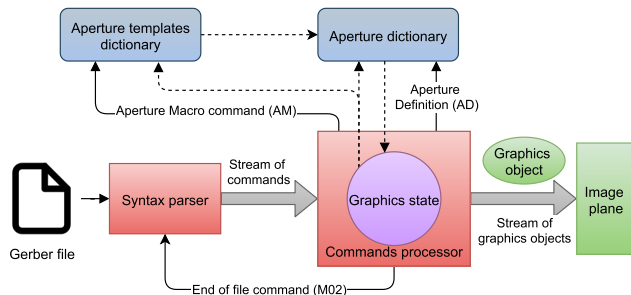 Aperture templates
dictionary
Aperture dictionary
Aperture Macro command (AM)
Aperture
Definition (AD)
Gerber file
Syntax parser
Stream of
commands
Graphics state
Commands processor
Graphics
object
Stream of
graphics objects
Image
plane
End of file command (M02)